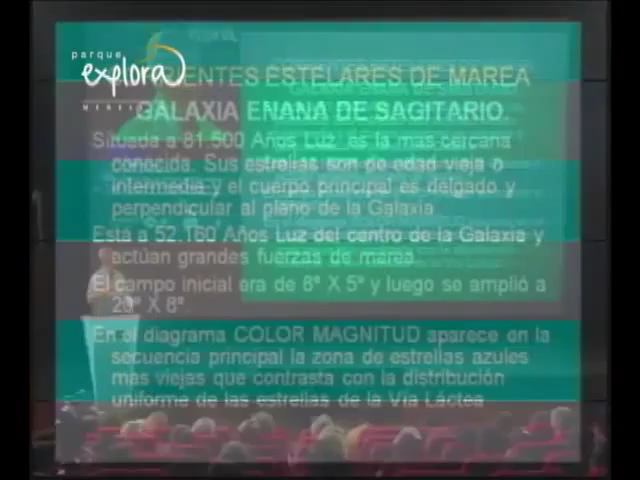 parque
explora
CORRIENTES ESTELARES DE MAREA
GALAXIA ENANA DE SAGITARIO.
Situada a 81.500 Años Luz, es la mas cercana
conocida. Sus estrellas son de edad vieja o
intermedia y el cuerpo principal es delgado y
perpendicular al plano de la Galaxia.
Está a 52.160 Años Luz del centro de la Galaxia y
actúan grandes fuerzas de marea.
El campo inicial era de 8° X 5° y luego se amplió a
20° X 8°.
En el diagrama COLOR MAGNITUD aparece en la
secuencia principal la zona de estrellas azules
mas viejas que contrasta con la distribución
uniforme de las estrellas de la Vía Láctea